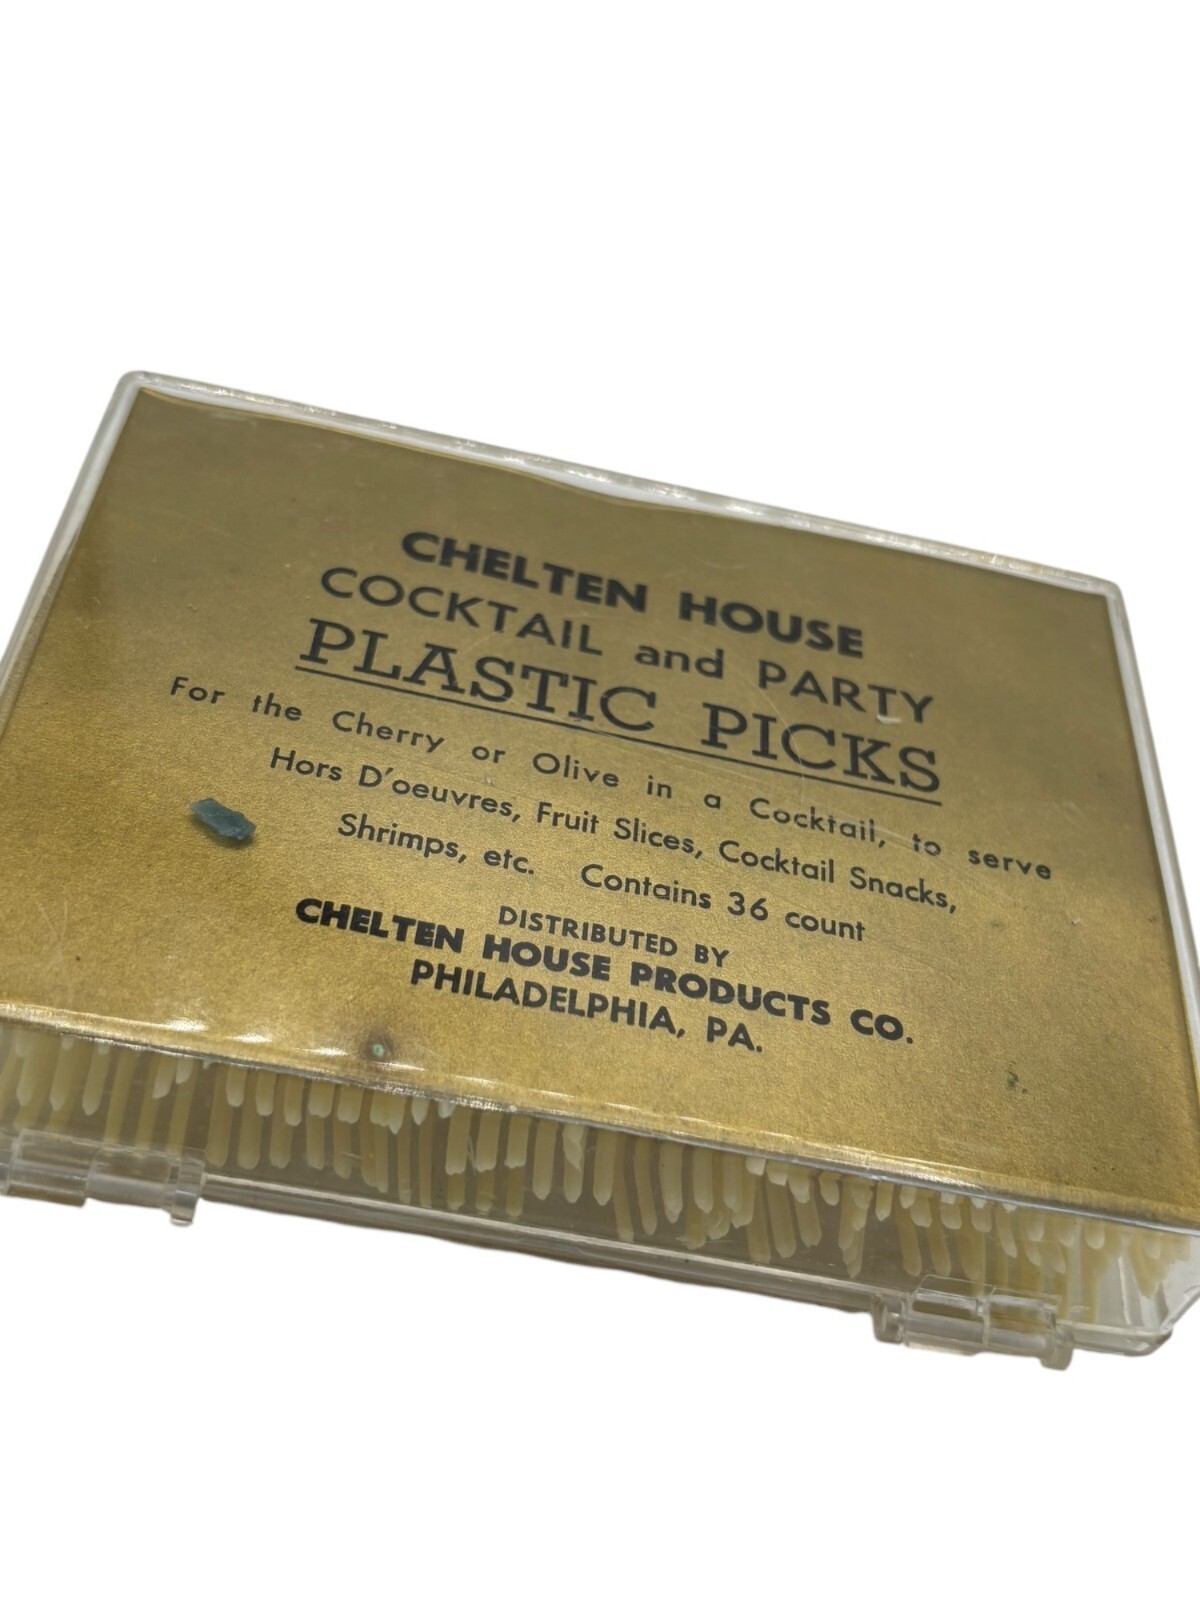 CHELTEN HOUSE
COCKTAIL and PARTY
PLASTIC PICKS
For the Cherry or Olive in a Cocktail, to serve
Hors D'oeuvres, Fruit Slices, Cocktail Snacks,
Shrimps, etc. Contains 36 count
DISTRIBUTED BY
CHELTEN HOUSE PRODUCTS CO.
PHILADELPHIA, PA.